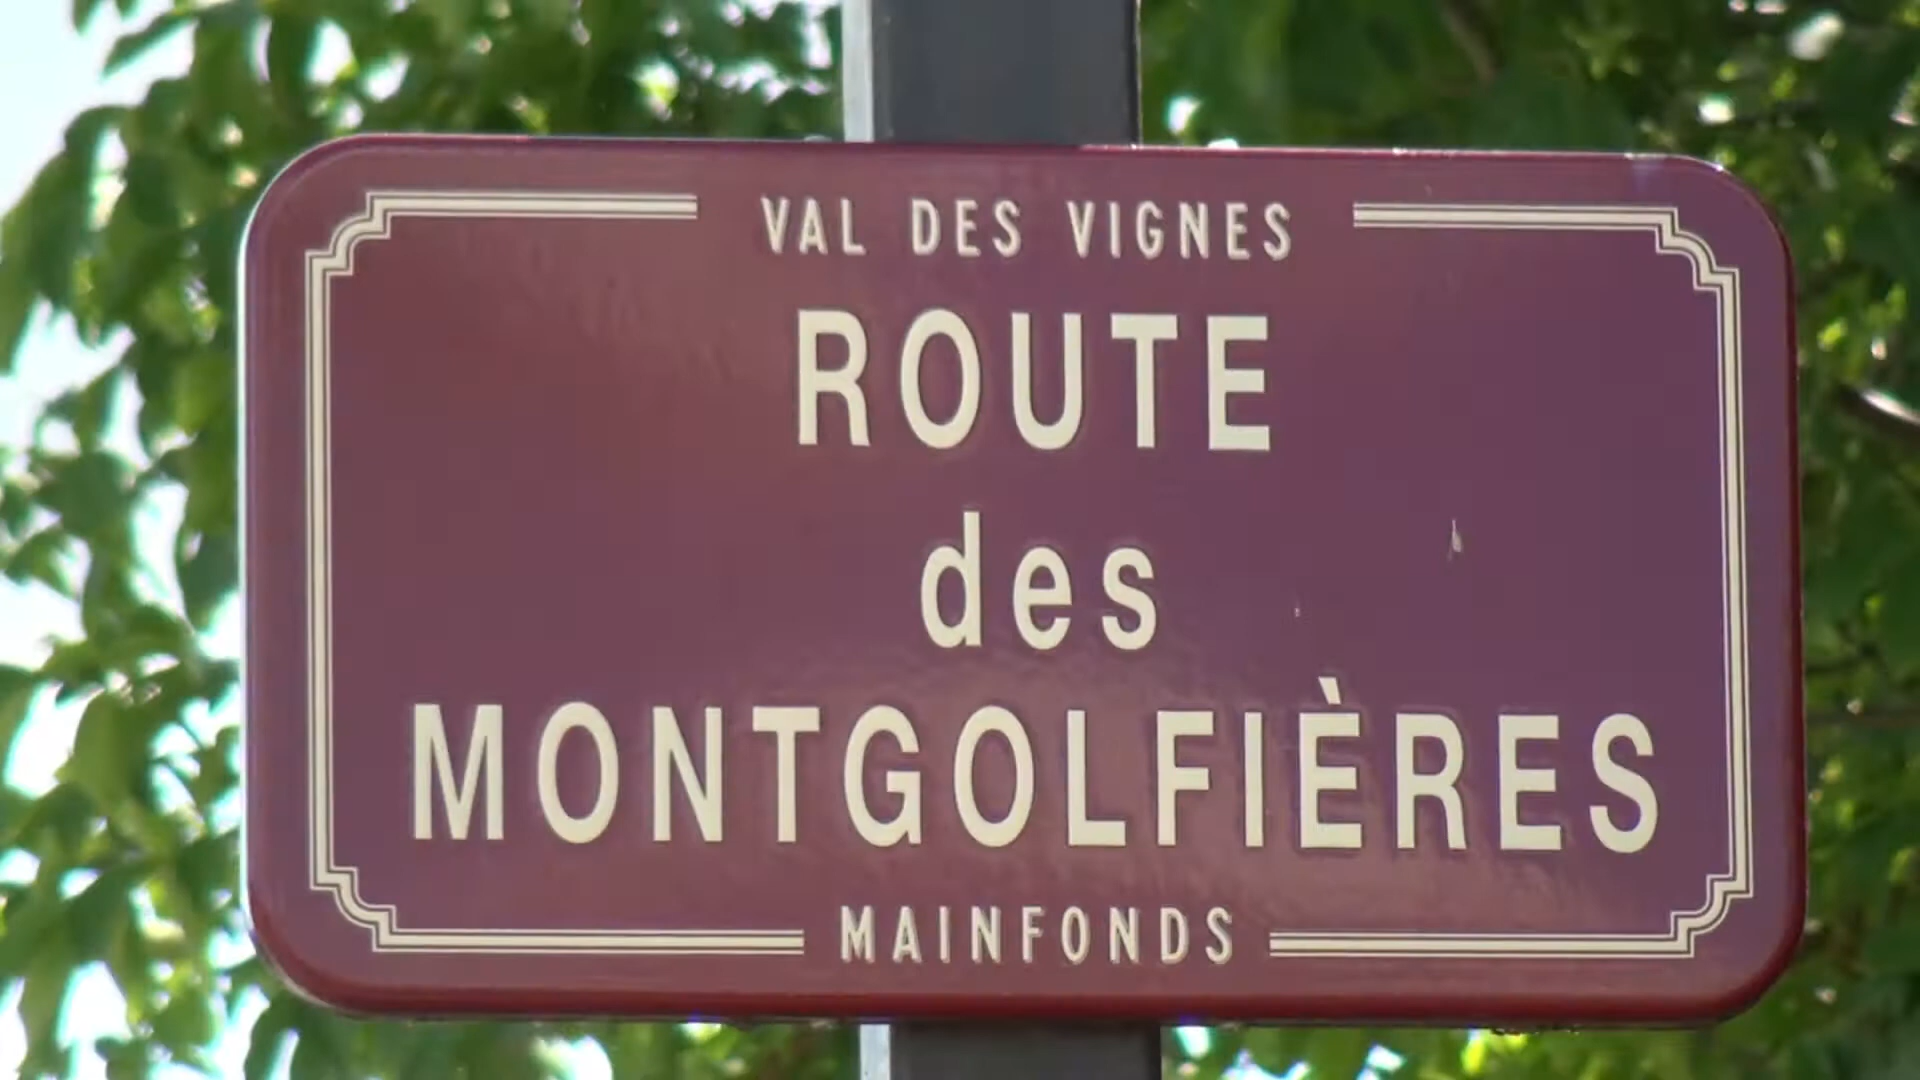 VAL DES VIGNES
ROUTE
des
MONTGOLFIÈRES
MAINFONDS